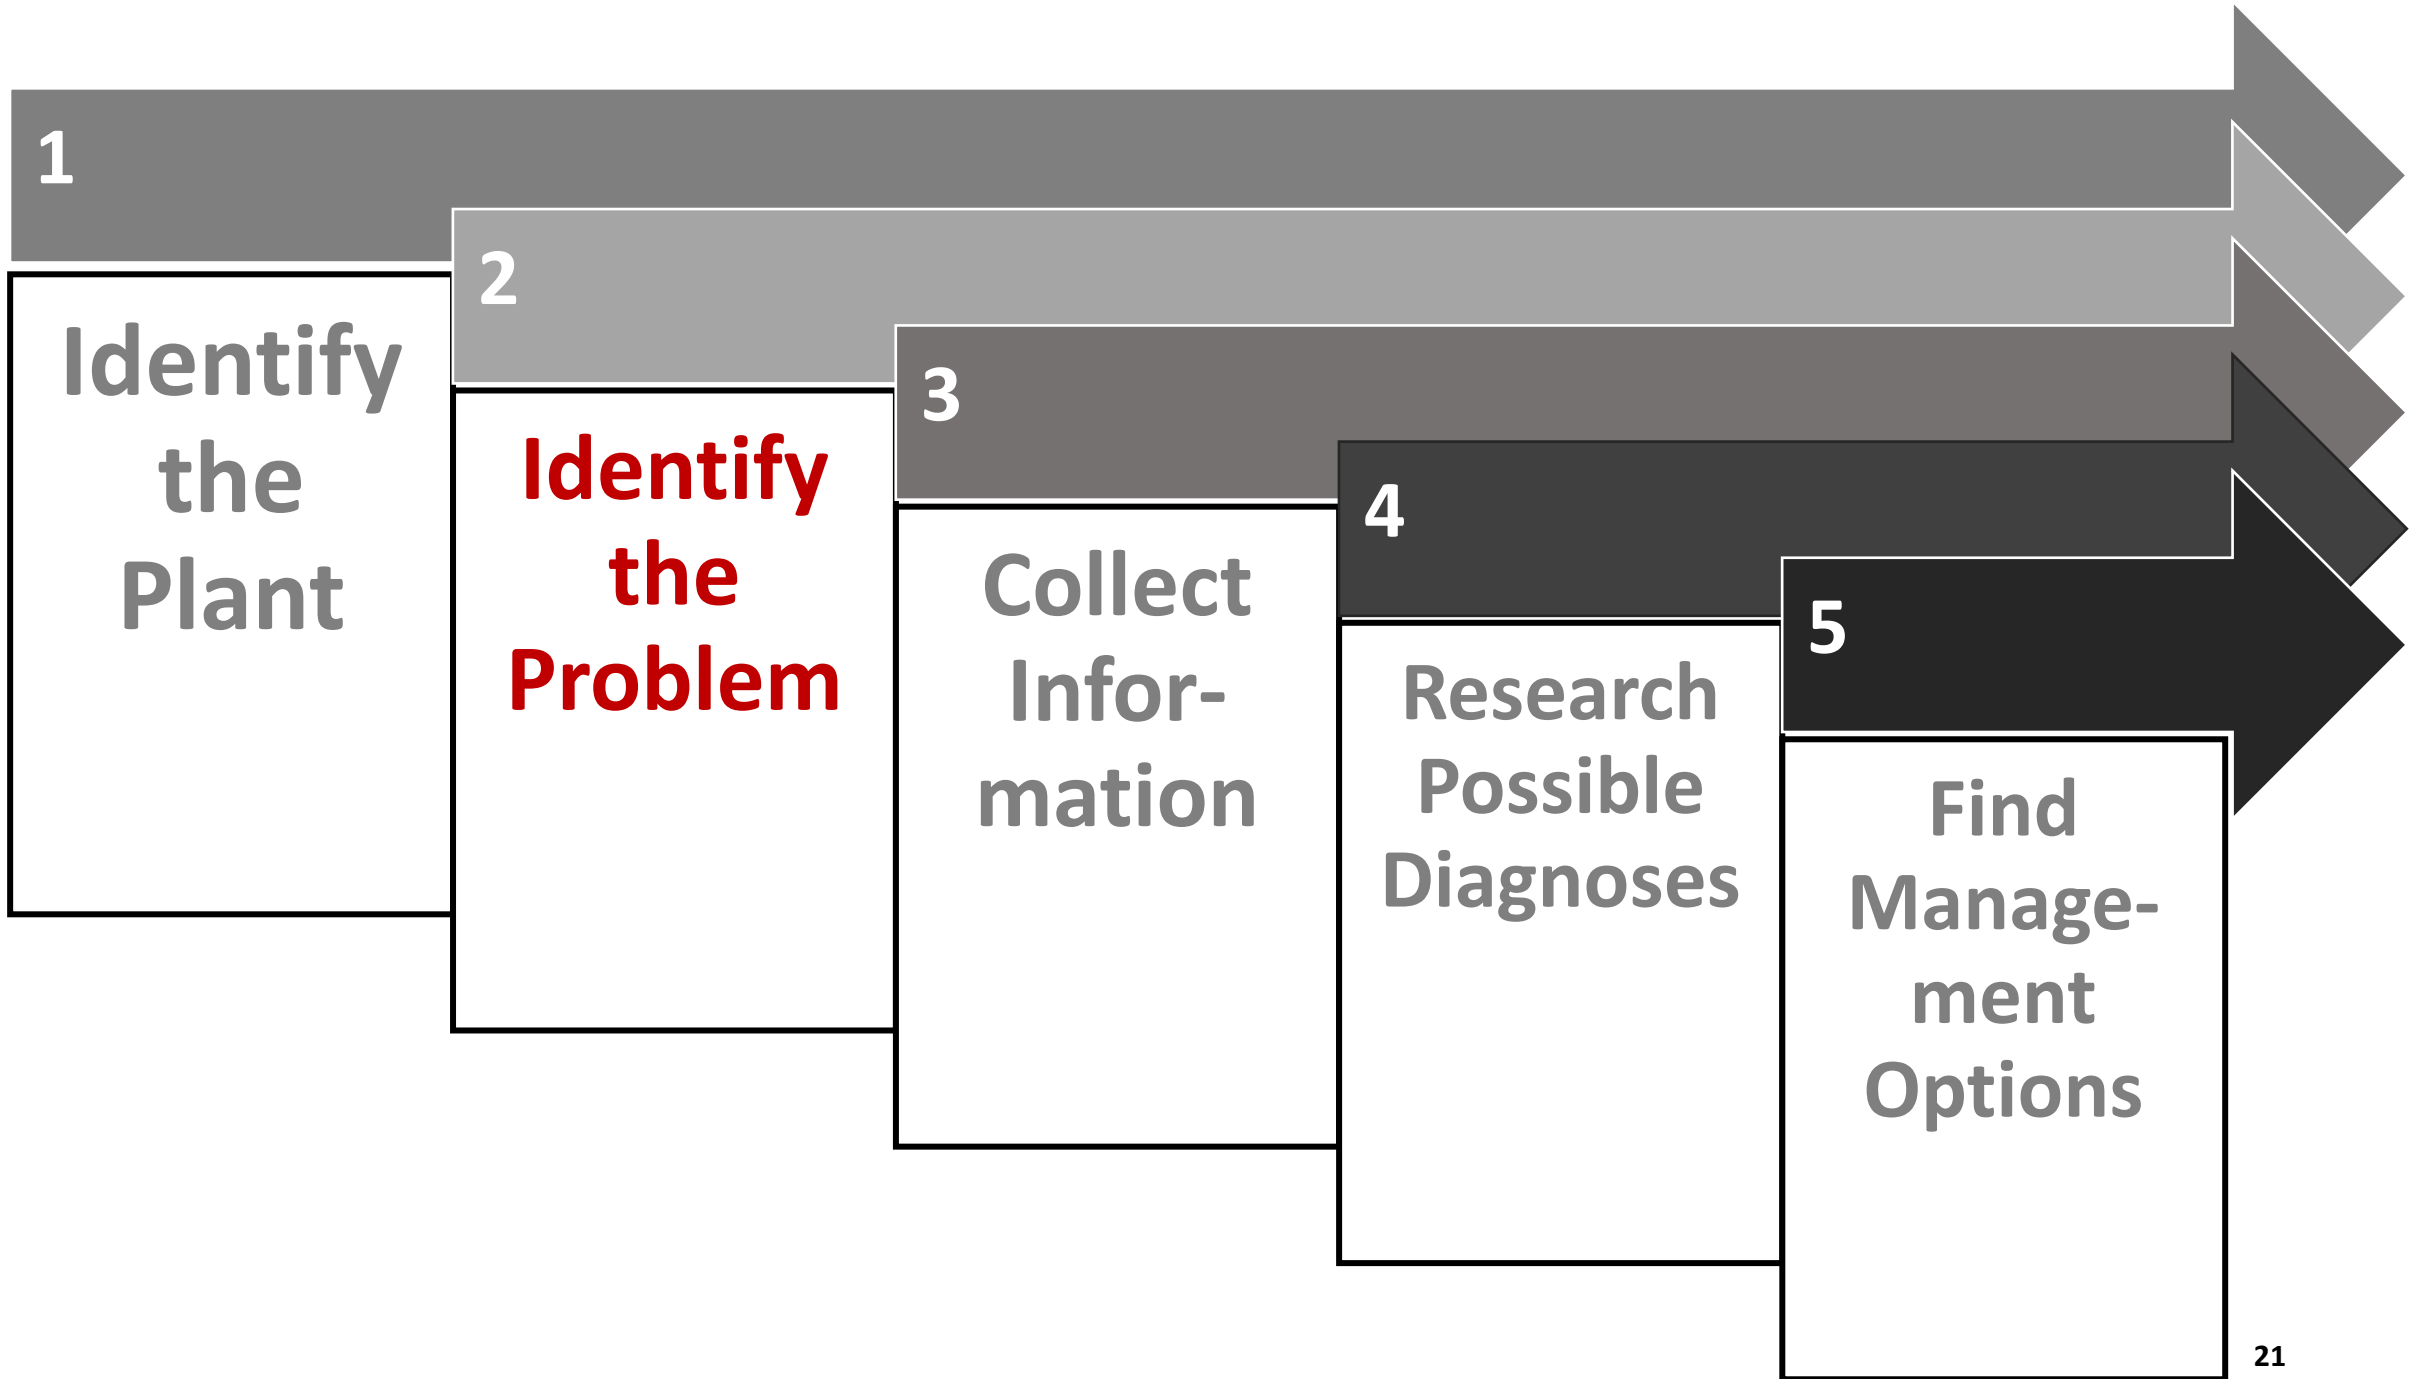 1
Identify
the
Plant
2
Identify
the
Problem
3
Collect
Infor-
mation
4
Research
Possible
Diagnoses
5
Find
Manage-
ment
Options
21